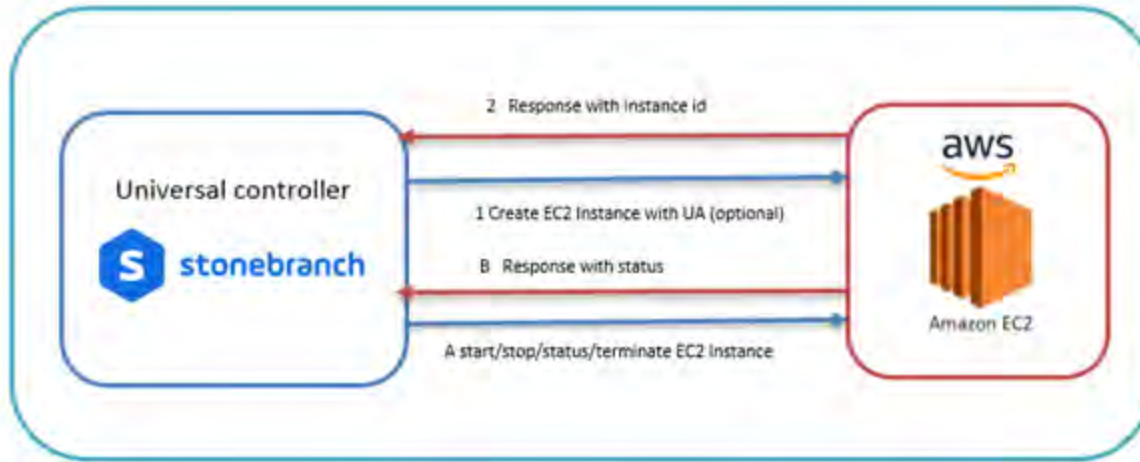 2 Response with Instance id
aws
Universal controller
1 Create EC2 Instance with UA (optional)
S stonebranch
B Response with status
Amazon EC2
A start/stop/status/terminate EC2 Instance